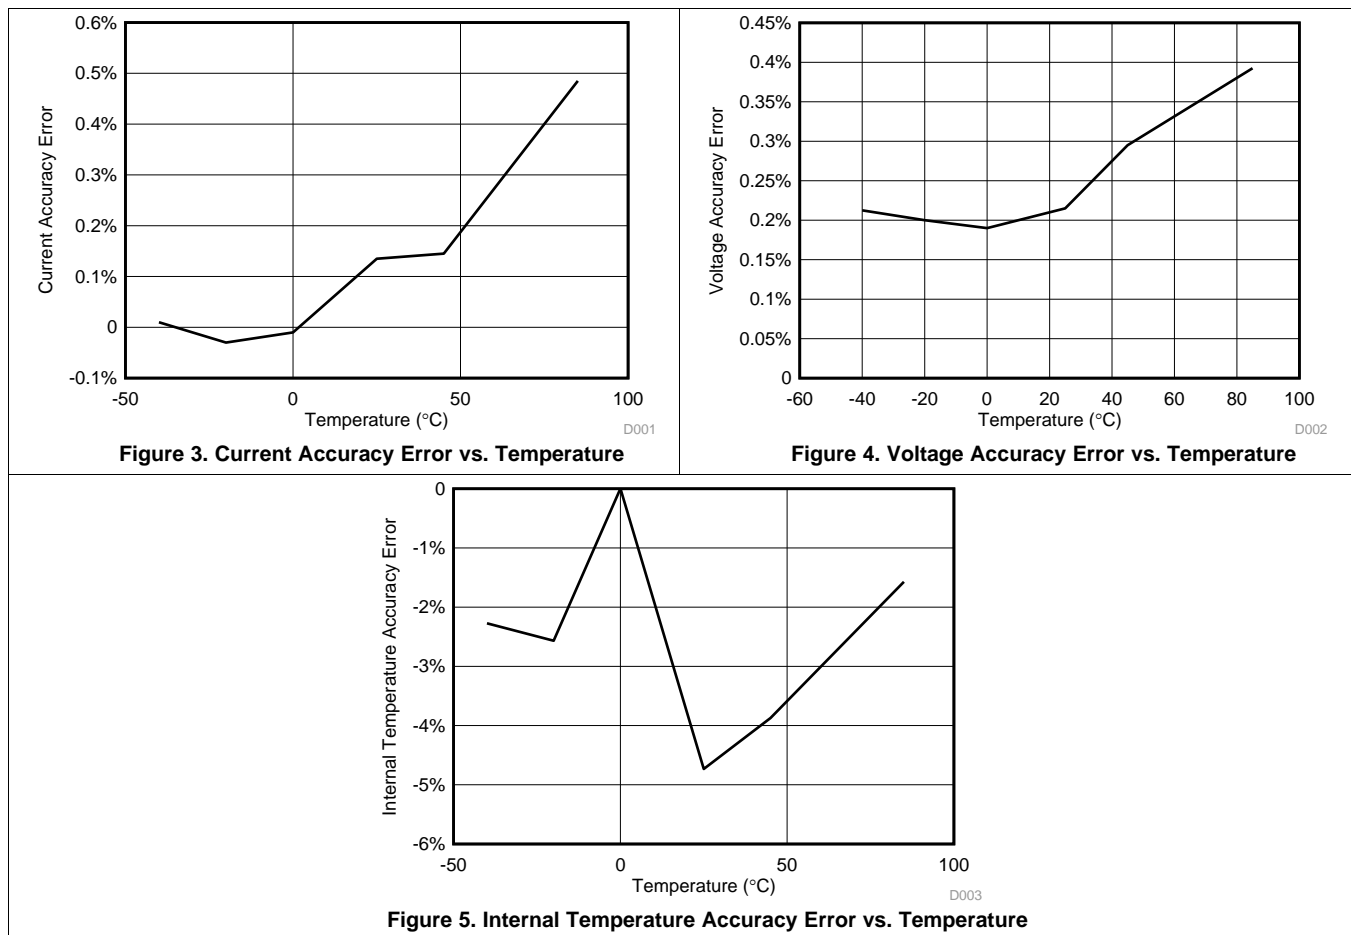 0.6%
0.5%
0.4%
0.3%
0.2%
0.1%
0
-0.1%
Current Accuracy Error
-50 0 50 100
Temperature (°C)
D001
Figure 3. Current Accuracy Error vs. Temperature
0.45%
0.4%
0.35%
0.3%
0.25%
0.2%
0.15%
0.1%
0.05%
0
Voltage Accuracy Error
-60 -40 -20 0 20 40 60 80 100
Temperature (°C)
D002
Figure 4. Voltage Accuracy Error vs. Temperature
0
-1%
-2%
-3%
-4%
-5%
-6%
Internal Temperature Accuracy Error
-50 0 50 100
Temperature (°C)
D003
Figure 5. Internal Temperature Accuracy Error vs. Temperature